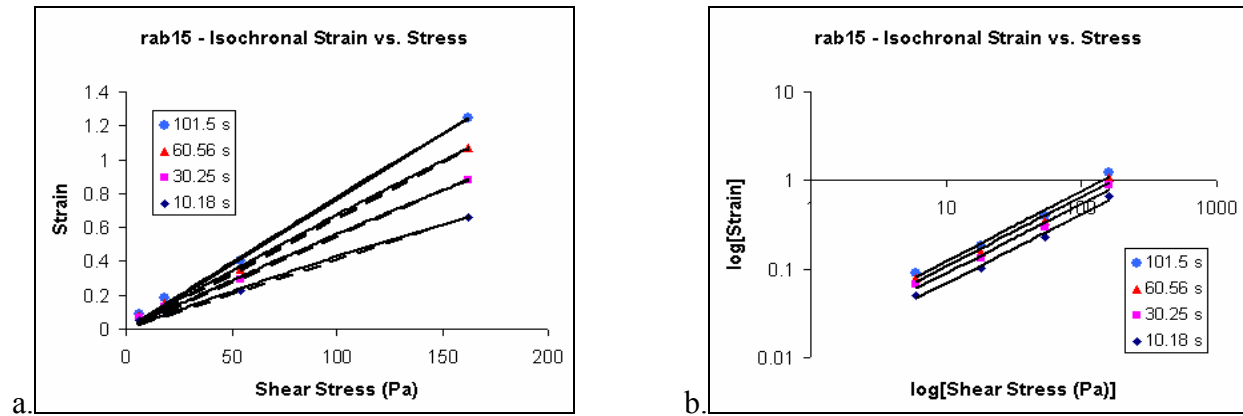 rab15 - Isochronal Strain vs. Stress
1.4
1.2
1
0.8
0.6
0.4
0.2
0
0
50
100
150
200
Strain
Shear Stress (Pa)
101.5 s
60.56 s
30.25 s
10.18 s
a.
rab15 - Isochronal Strain vs. Stress
10
1
0.1
0.01
10
100
1000
log[Strain]
log[Shear Stress (Pa)]
101.5 s
60.56 s
30.25 s
10.18 s
b.